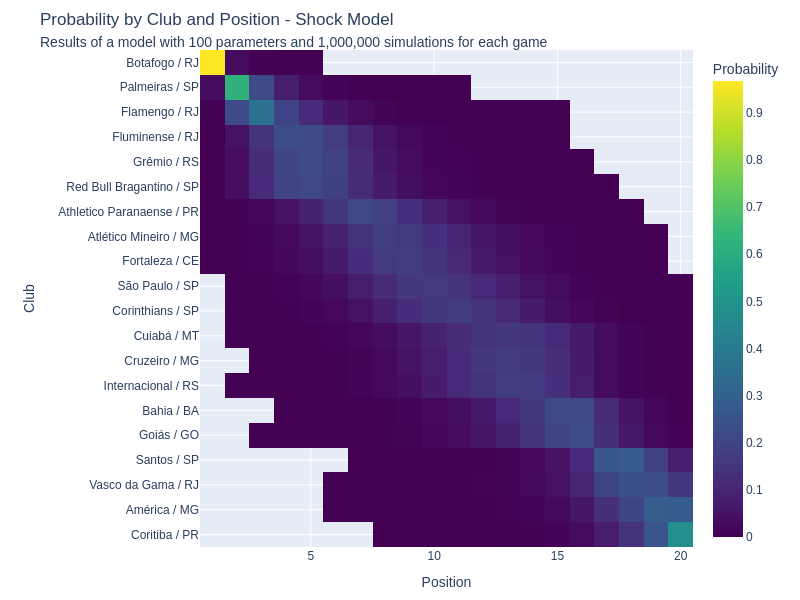 Probability by Club and Position - Shock Model
Results of a model with 100 parameters and 1,000,000 simulations for each game
Probability
Botafogo / RJ
Palmeiras / SP
Flamengo / RJ
Fluminense / RJ
Grêmio / RS
Red Bull Bragantino / SP
Athletico Paranaense / PR
Atlético Mineiro / MG
Fortaleza / CE
São Paulo / SP
Corinthians / SP
Cuiabá / MT
Cruzeiro / MG
Internacional / RS
Bahia / BA
Goiás / GO
Santos / SP
Vasco da Gama / RJ
América / MG
Coritiba / PR
Club
5
10
15
20
Position
0.9
0.8
0.7
0.6
0.5
0.4
0.3
0.2
0.1
0